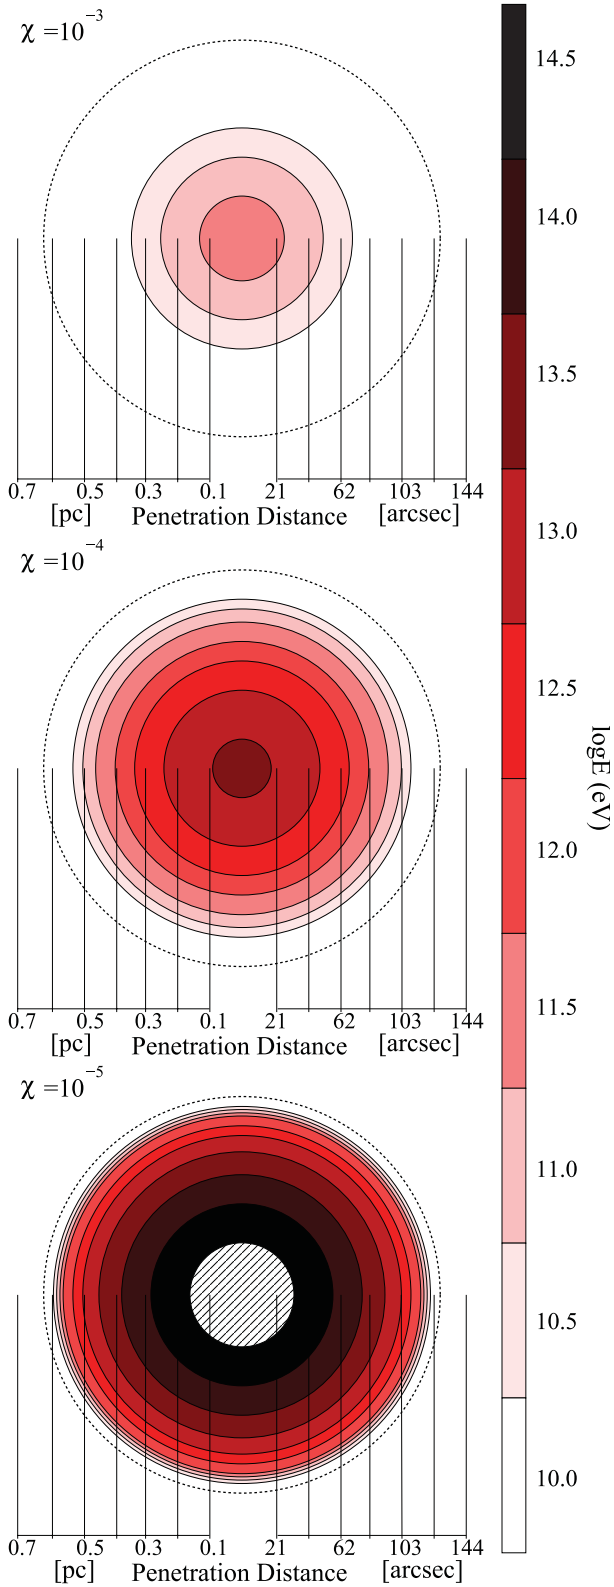 χ =10⁻³
0.7 0.5 0.3 0.1 21 62 103 144
[pc] Penetration Distance [arcsec]
χ =10⁻⁴
0.7 0.5 0.3 0.1 21 62 103 144
[pc] Penetration Distance [arcsec]
χ =10⁻⁵
0.7 0.5 0.3 0.1 21 62 103 144
[pc] Penetration Distance [arcsec]
14.5
14.0
13.5
13.0
12.5
12.0
11.5
11.0
10.5
10.0
logE (eV)